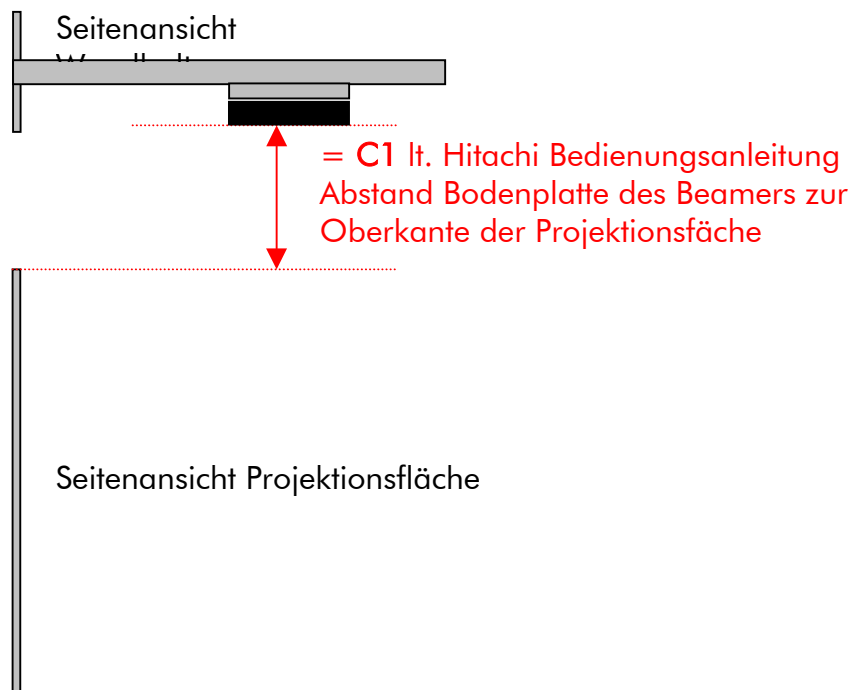 Seitenansicht
= C1 lt. Hitachi Bedienungsanleitung
Abstand Bodenplatte des Beamers zur
Oberkante der Projektionsfäche
Seitenansicht Projektionsfläche